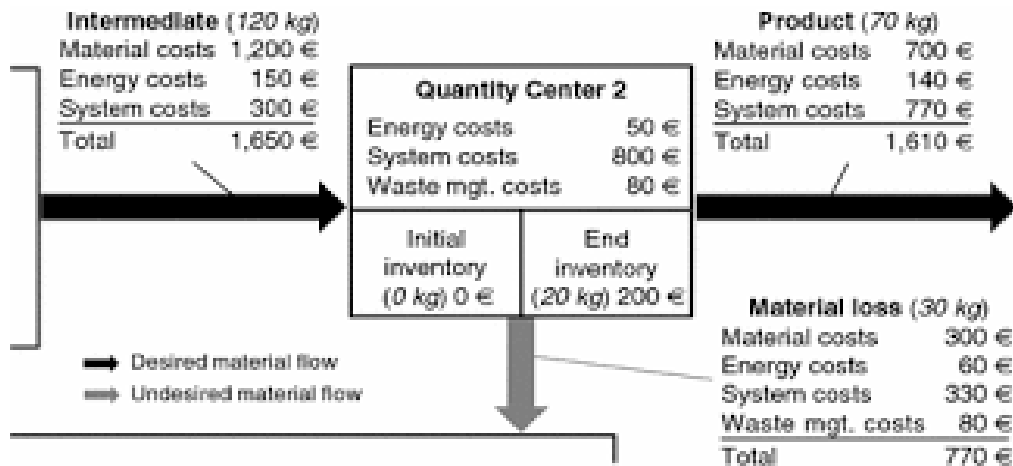 Intermediate (120 kg)
Material costs 1,200 €
Energy costs 150 €
System costs 300 €
Total 1,650 €
Quantity Center 2
Energy costs 50 €
System costs 800 €
Waste mgt. costs 80 €
Initial
inventory
(0 kg) 0 €
End
inventory
(20 kg) 200 €
Product (70 kg)
Material costs 700 €
Energy costs 140 €
System costs 770 €
Total 1,610 €
Material loss (30 kg)
Material costs 300 €
Energy costs 60 €
System costs 330 €
Waste mgt. costs 80 €
Total 770 €
Desired material flow
Undesired material flow